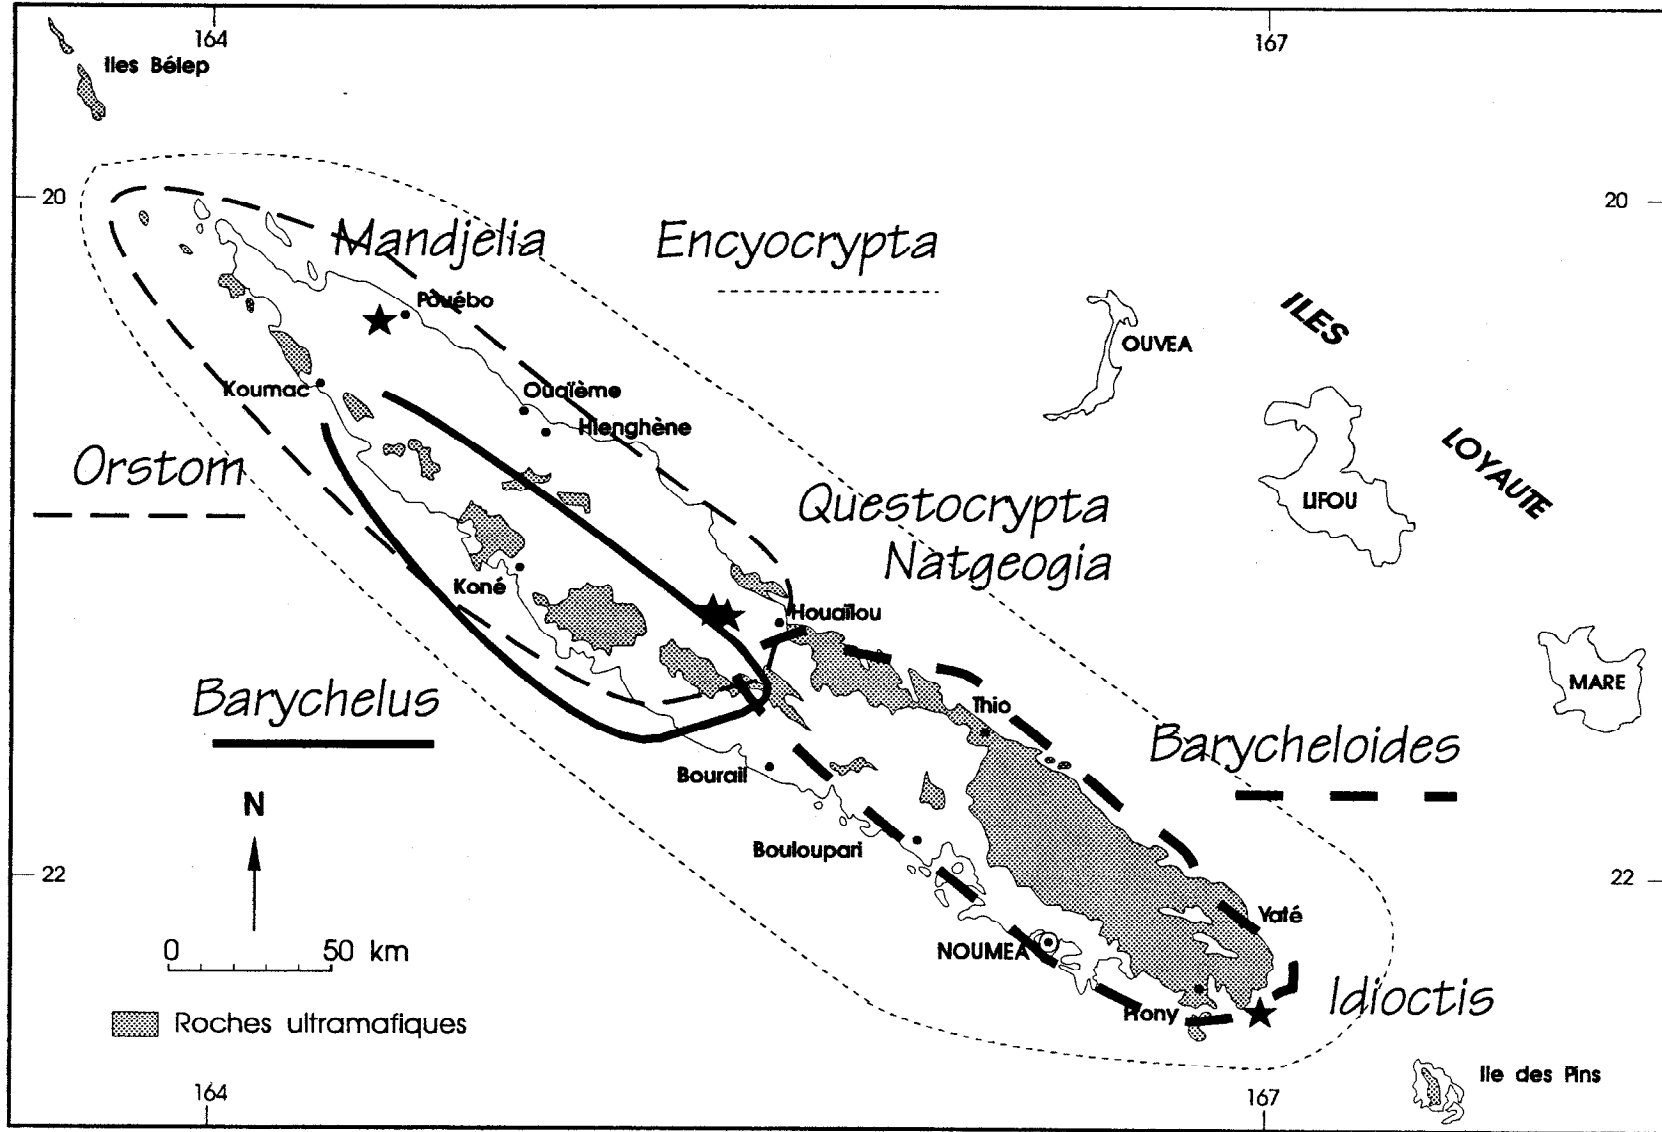 164
167
Iles Bélep
20
20
Mandjelia
Encyocrypta
Pouébo
ILES
OUVEA
Koumac
Ouaïème
Hienghène
LOYAUTE
Orstom
Questocrypta
LIFOU
Natgeogia
Koné
Houaïlou
MARE
Barychelus
Thio
Barycheloides
Bourail
N
Bouloupari
22
22
Yaté
0 50 km
NOUMEA
Idioctis
Prony
Roches ultramafiques
Ile des Pins
164
167